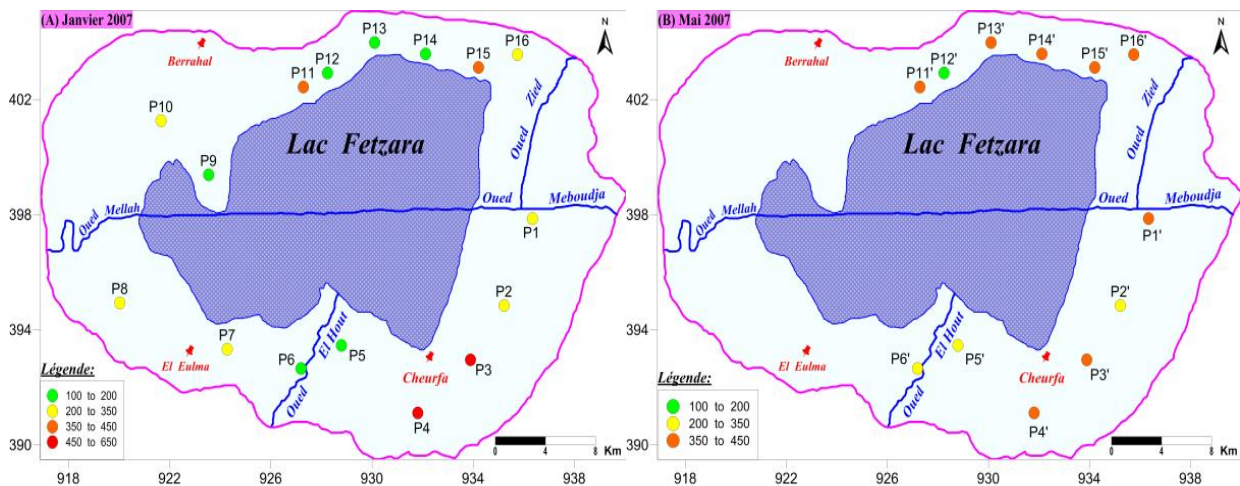 (A) Janvier 2007
N
P13
P14
P15
P16
Berrahal
P12
P11
402
P10
Lac Fetzara
Oued Zied
P9
398
Oued Mellah
Oued Meboudja
P1
P8
P2
394
P7
El Eulma
P6
P5
Oued El Hout
Cheurfa
P3
P4
Légende:
100 to 200
200 to 350
350 to 450
450 to 650
390
0 4 8
Km
918 922 926 930 934 938
(B) Mai 2007
N
P13'
P14'
P15'
P16'
Berrahal
P12'
P11'
402
Lac Fetzara
Oued Zied
398
Oued Mellah
Oued Meboudja
P1'
P2'
394
El Eulma
P6'
P5'
Oued El Hout
Cheurfa
P3'
P4'
Légende:
100 to 200
200 to 350
350 to 450
390
0 4 8
Km
918 922 926 930 934 938